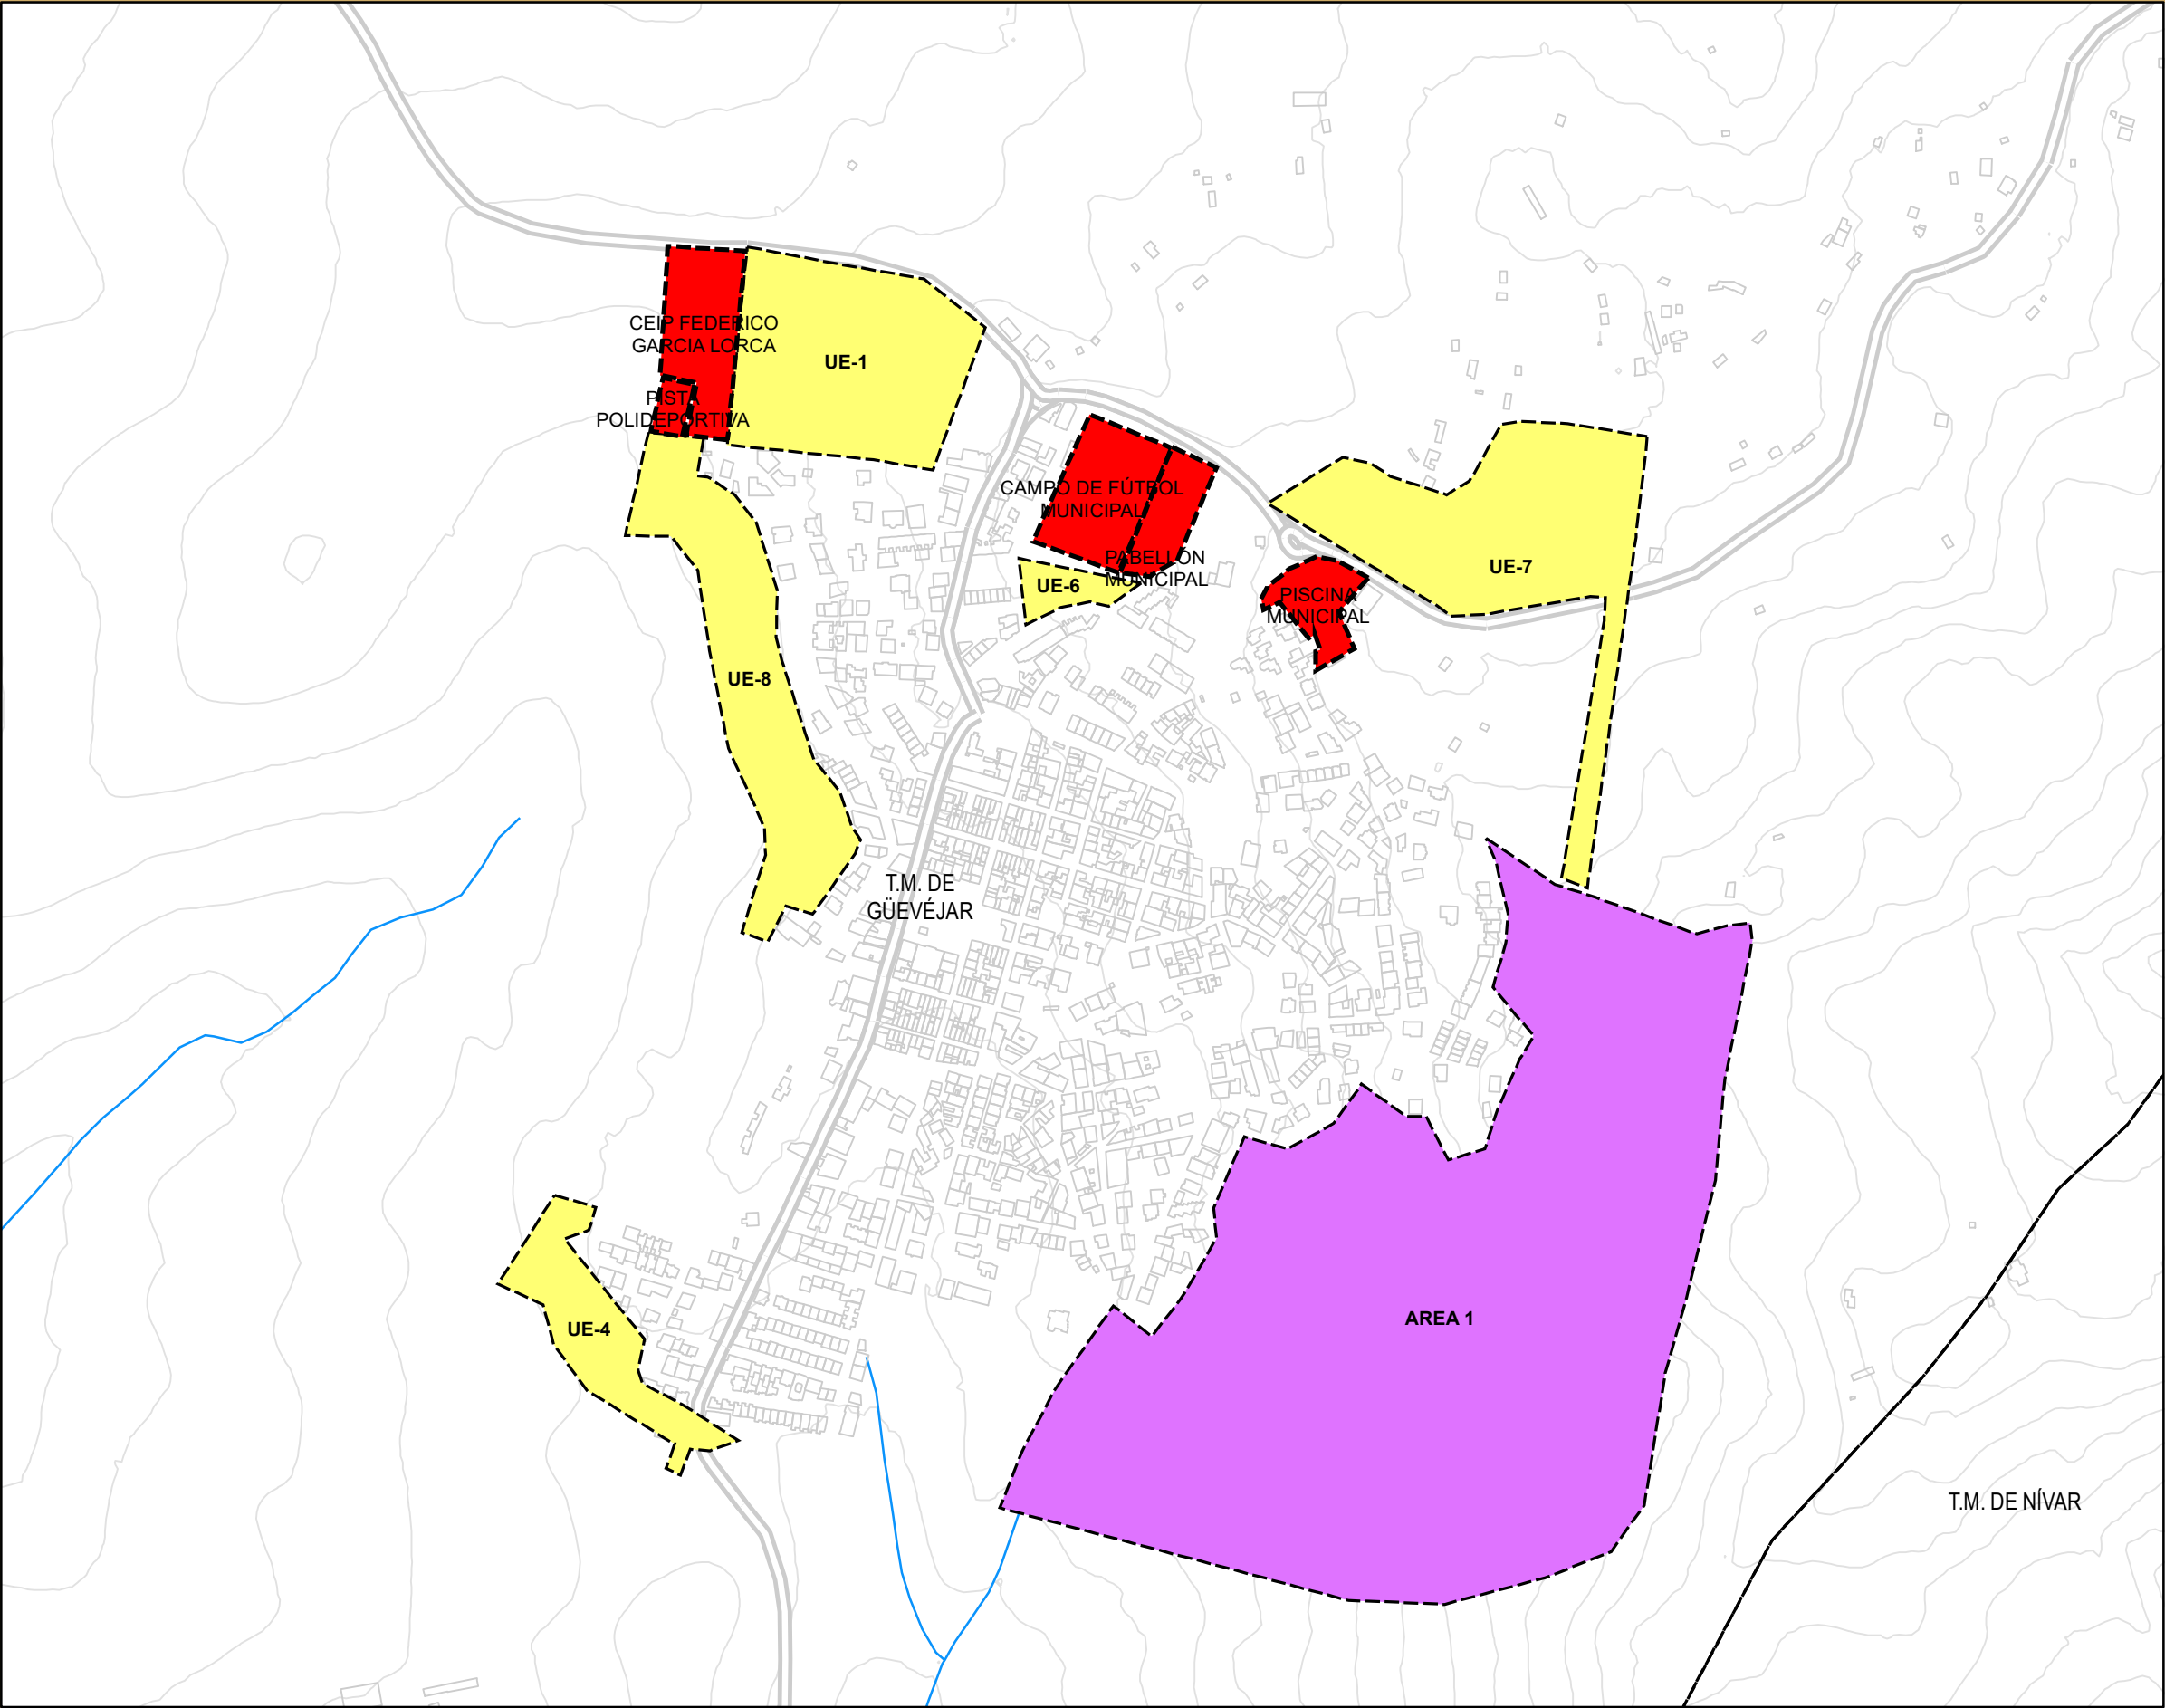 CEIP FEDERICO
GARCIA LORCA
UE-1
PISTA
POLIDEPORTIVA
CAMPO DE FÚTBOL
MUNICIPAL
PABELLÓN
MUNICIPAL
UE-6
UE-7
PISCINA
MUNICIPAL
UE-8
T.M. DE
GÜEVÉJAR
UE-4
AREA 1
T.M. DE NÍVAR